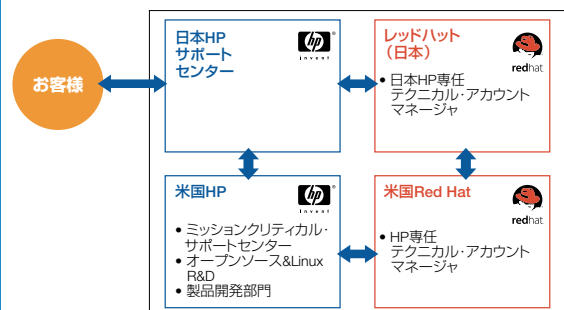 お客様
日本HP
サポート
センター
hp
®
invent
レッドハット
（日本）
redhat
• 日本HP専任
テクニカル・アカウント
マネージャ
米国HP
hp
®
invent
• ミッションクリティカル・
サポートセンター
• オープンソース&Linux
R&D
• 製品開発部門
米国Red Hat
redhat
• HP専任
テクニカル・アカウント
マネージャ